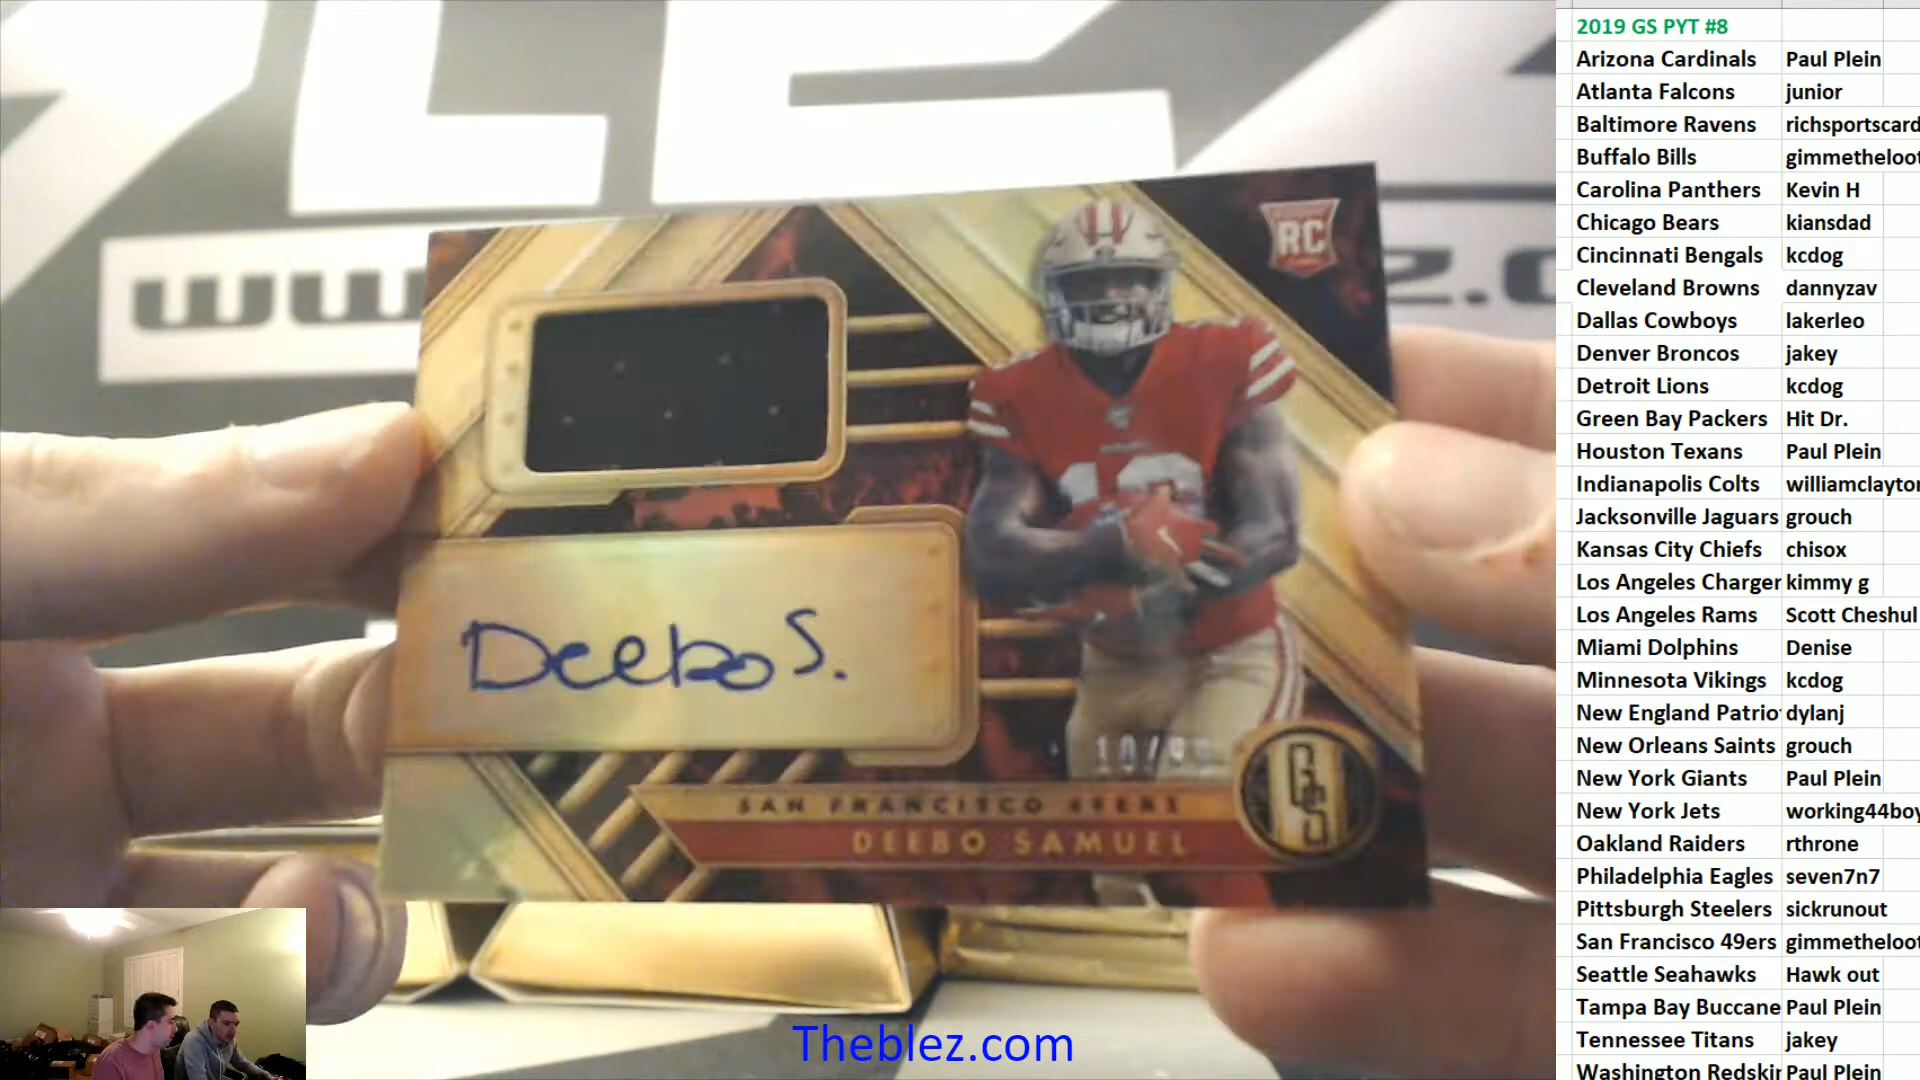 www
z.c
RC
Deebo S.
SAN FRANCISCO 49ERS
DEEBO SAMUEL
GS
Theblez.com
2019 GS PYT #8
Arizona Cardinals Paul Plein
Atlanta Falcons junior
Baltimore Ravens richsportscard
Buffalo Bills gimmetheloot
Carolina Panthers Kevin H
Chicago Bears kiansdad
Cincinnati Bengals kcdog
Cleveland Browns dannyzav
Dallas Cowboys lakerleo
Denver Broncos jakey
Detroit Lions kcdog
Green Bay Packers Hit Dr.
Houston Texans Paul Plein
Indianapolis Colts williamclayton
Jacksonville Jaguars grouch
Kansas City Chiefs chisox
Los Angeles Charger kimmy g
Los Angeles Rams Scott Cheshul
Miami Dolphins Denise
Minnesota Vikings kcdog
New England Patrio dylanj
New Orleans Saints grouch
New York Giants Paul Plein
New York Jets working44boy
Oakland Raiders rthrone
Philadelphia Eagles seven7n7
Pittsburgh Steelers sickrunout
San Francisco 49ers gimmetheloot
Seattle Seahawks Hawk out
Tampa Bay Buccane Paul Plein
Tennessee Titans jakey
Washington Redskin Paul Plein